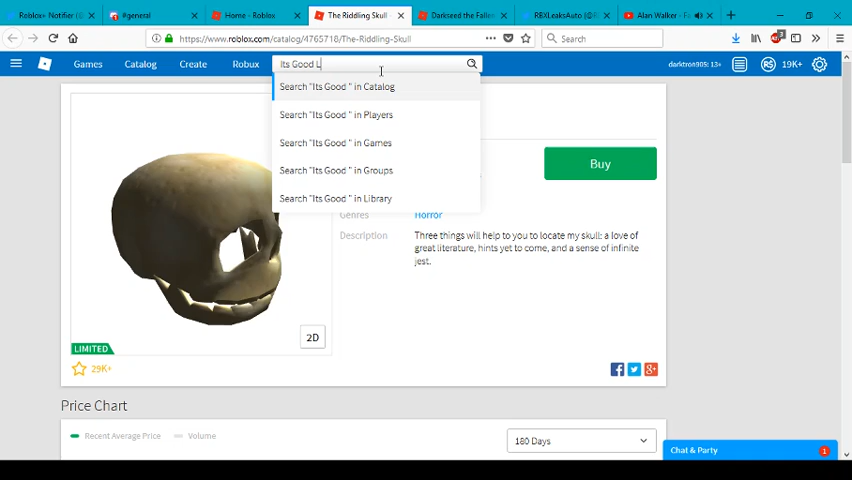 Roblox+ Notifier (@R
#general
Home - Roblox
The Riddling Skull
Darkseed the Fallen
RBXLeaksAuto (@R
Alan Walker - F
https://www.roblox.com/catalog/4765718/The-Riddling-Skull
Search
Games
Catalog
Create
Robux
Its Good L
darktron905: 13+
R$
19K+
Search "Its Good " in Catalog
Search "Its Good " in Players
Search "Its Good " in Games
Search "Its Good " in Groups
Search "Its Good " in Library
Buy
Genres
Horror
Description
Three things will help you to locate my skull: a love of
great literature, hints yet to come, and a sense of infinite
jest.
2D
LIMITED
29K+
Price Chart
Recent Average Price
Volume
180 Days
Chat & Party
1